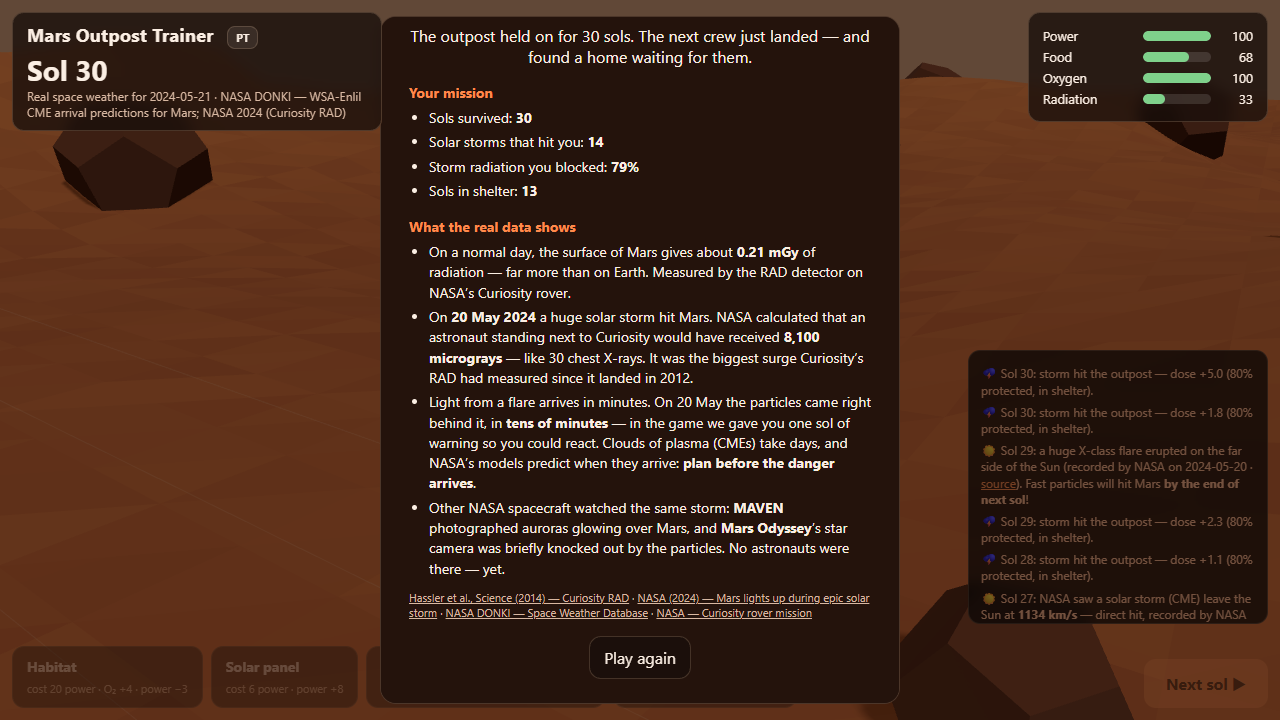 Mars Outpost Trainer PT
Sol 30
Real space weather for 2024-05-21 · NASA DONKI — WSA-Enlil
CME arrival predictions for Mars; NASA 2024 (Curiosity RAD)
The outpost held on for 30 sols. The next crew just landed — and
found a home waiting for them.
Your mission
• Sols survived: 30
• Solar storms that hit you: 14
• Storm radiation you blocked: 79%
• Sols in shelter: 13
What the real data shows
• On a normal day, the surface of Mars gives about 0.21 mGy of
radiation — far more than on Earth. Measured by the RAD detector on
NASA’s Curiosity rover.
• On 20 May 2024 a huge solar storm hit Mars. NASA calculated that an
astronaut standing next to Curiosity would have received 8,100
micrograys — like 30 chest X-rays. It was the biggest surge Curiosity’s
RAD had measured since it landed in 2012.
• Light from a flare arrives in minutes. On 20 May the particles came right
behind it, in tens of minutes — in the game we gave you one sol of
warning so you could react. Clouds of plasma (CMEs) take days, and
NASA’s models predict when they arrive: plan before the danger
arrives.
• Other NASA spacecraft watched the same storm: MAVEN
photographed auroras glowing over Mars, and Mars Odyssey’s star
camera was briefly knocked out by the particles. No astronauts were
there — yet.
Hassler et al., Science (2014) — Curiosity RAD · NASA (2024) — Mars lights up during epic solar
storm · NASA DONKI — Space Weather Database · NASA — Curiosity rover mission
Play again
Power 100
Food 68
Oxygen 100
Radiation 33
Sol 30: storm hit the outpost — dose +5.0 (80%
protected, in shelter).
Sol 30: storm hit the outpost — dose +1.8 (80%
protected, in shelter).
Sol 29: a huge X-class flare erupted on the far
side of the Sun (recorded by NASA on 2024-05-20 ·
source). Fast particles will hit Mars by the end of
next sol!
Sol 29: storm hit the outpost — dose +2.3 (80%
protected, in shelter).
Sol 28: storm hit the outpost — dose +1.1 (80%
protected, in shelter).
Sol 27: NASA saw a solar storm (CME) leave the
Sun at 1134 km/s — direct hit, recorded by NASA
Habitat
cost 20 power · O₂ +4 · power −3
Solar panel
cost 6 power · power +8
Next sol ▶